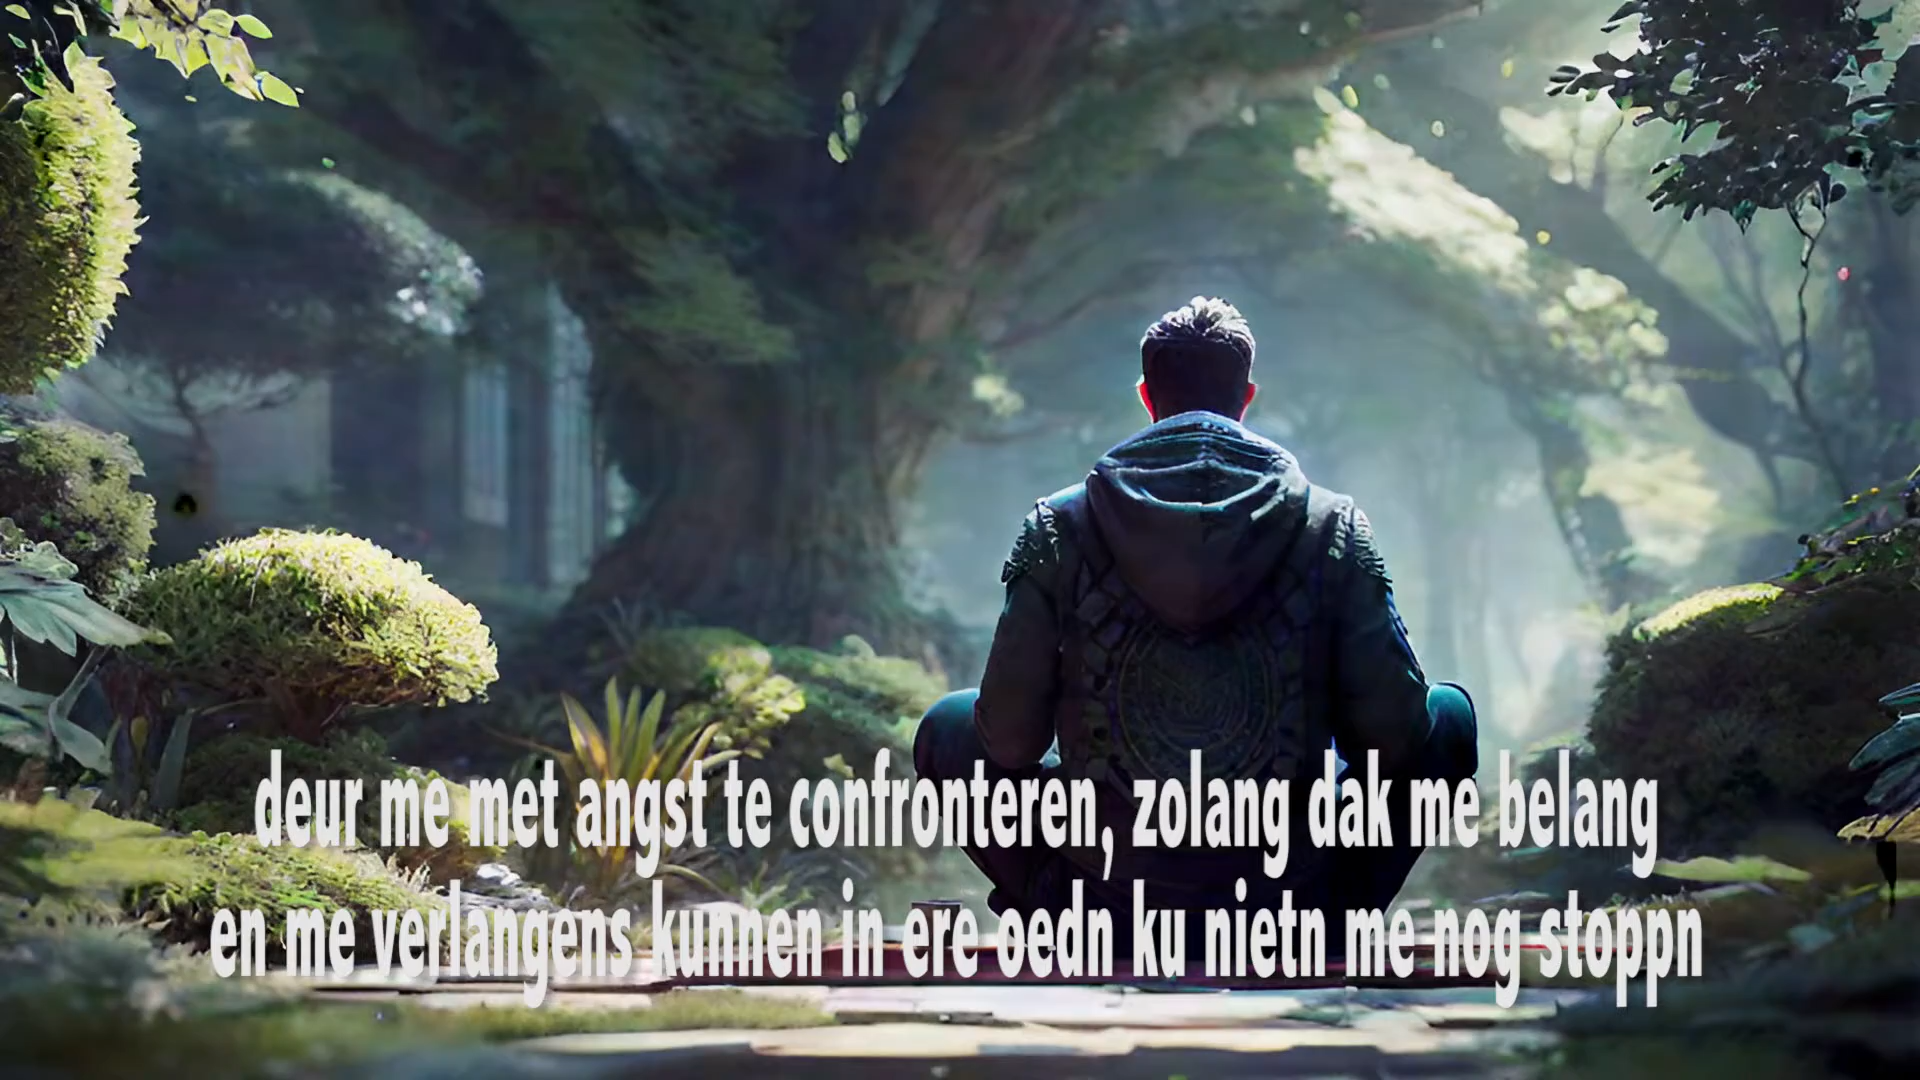 deur me met angst te confronteren, zolang dak me belang
en me verlangens kunnen in ere oedn ku nietn me nog stoppn